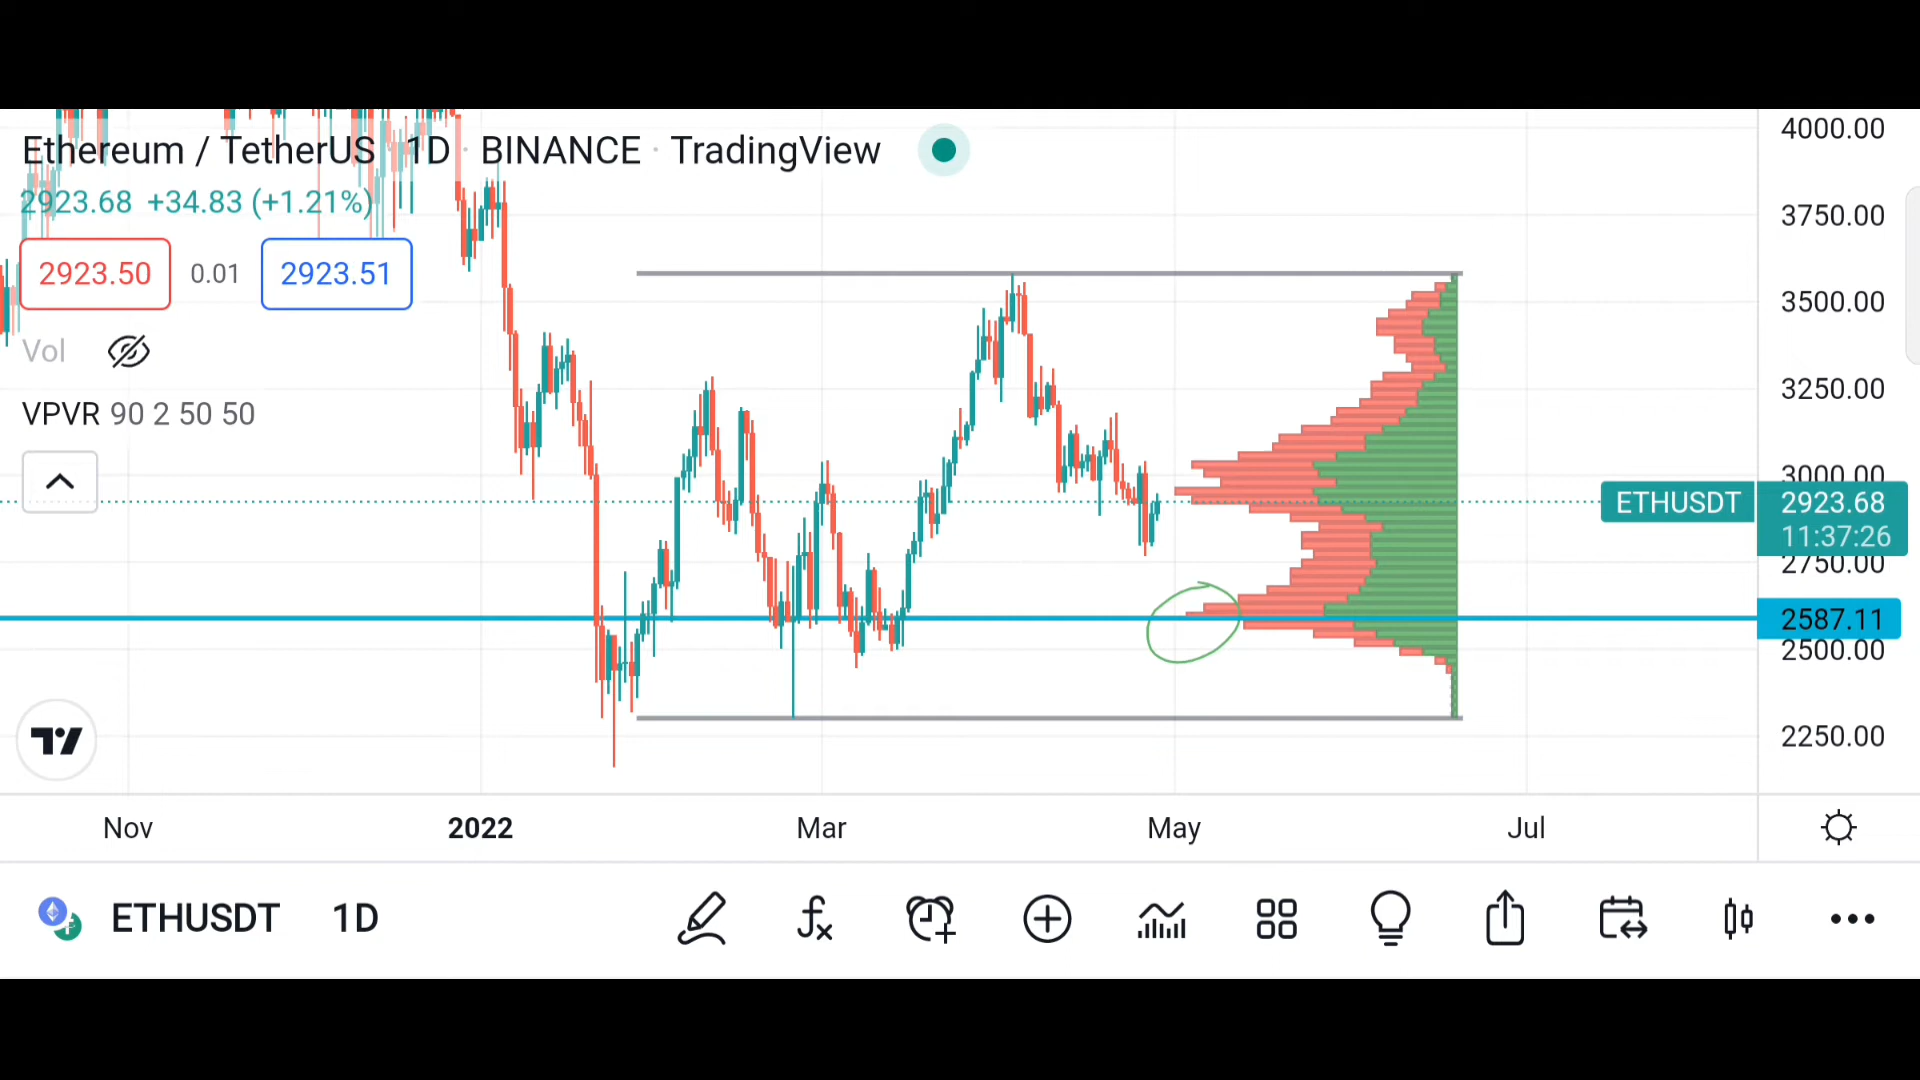 Ethereum / TetherUS · 1D · BINANCE · TradingView
2923.68 +34.83 (+1.21%)
2923.50 0.01 2923.51
Vol
VPVR 90 2 50 50
4000.00
3750.00
3500.00
3250.00
3000.00
ETHUSDT 2923.68
11:37:26
2750.00
2587.11
2500.00
2250.00
Nov 2022 Mar May Jul
ETHUSDT 1D